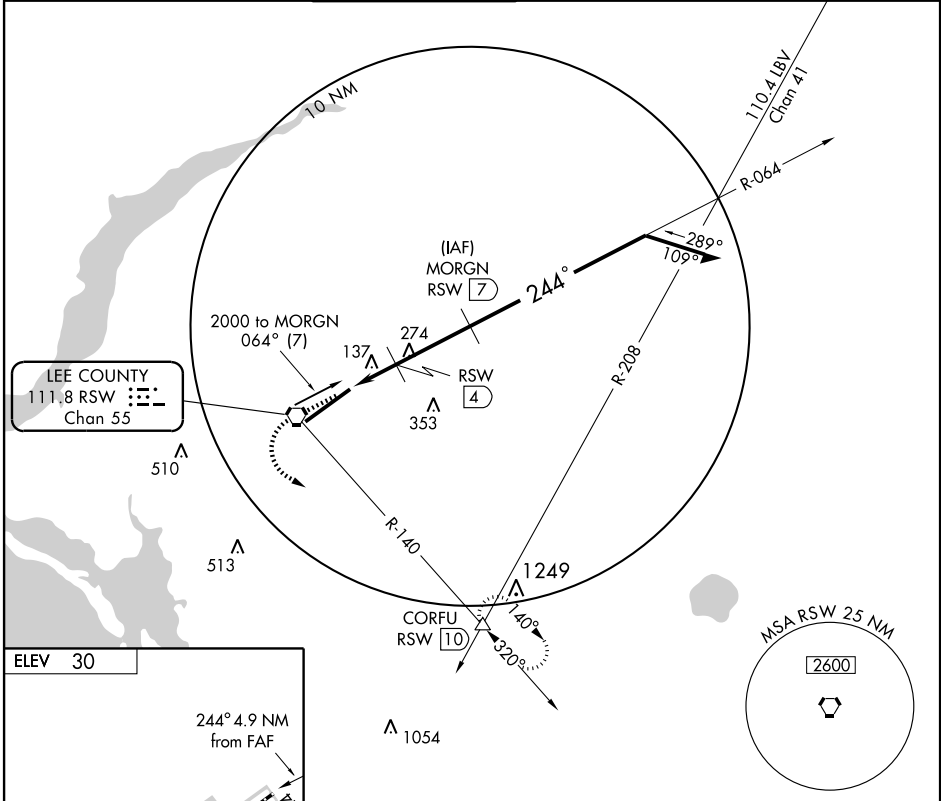 10 NM
110.4 LBV
Chan 41
R-064
289°
109°
(IAF)
MORGN
RSW 7
244°
2000 to MORGN
064° (7)
137
274
RSW
4
353
LEE COUNTY
111.8 RSW
Chan 55
R-208
510
R-140
513
1249
CORFU
RSW 10
140°
320°
MSA RSW 25 NM
2600
ELEV 30
244° 4.9 NM
from FAF
1054